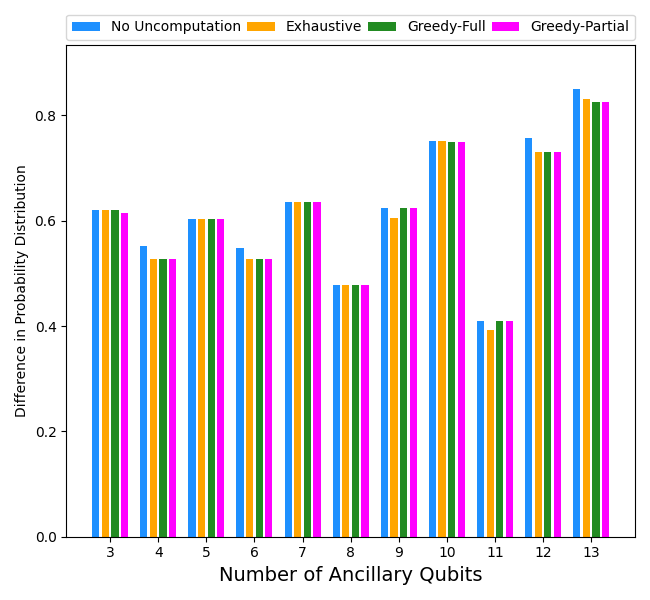 No Uncomputation Exhaustive Greedy-Full Greedy-Partial
Difference in Probability Distribution
0.8
0.6
0.4
0.2
0.0
3 4 5 6 7 8 9 10 11 12 13
Number of Ancillary Qubits